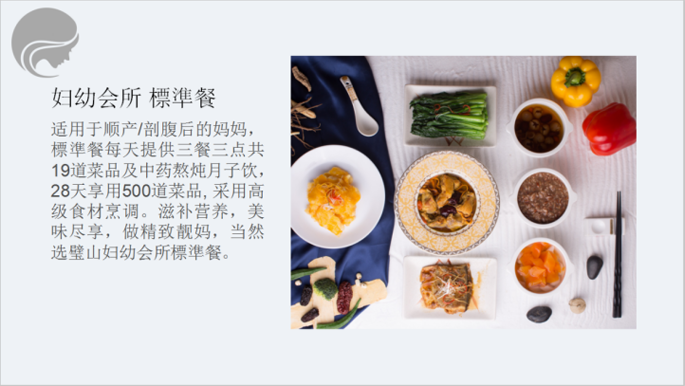 妇幼会所 標準餐
适用于顺产/剖腹后的妈妈，
標準餐每天提供三餐三点共
19道菜品及中药熬炖月子饮，
28天享用500道菜品, 采用高
级食材烹调。滋补营养，美
味尽享，做精致靓妈，当然
选璧山妇幼会所標準餐。